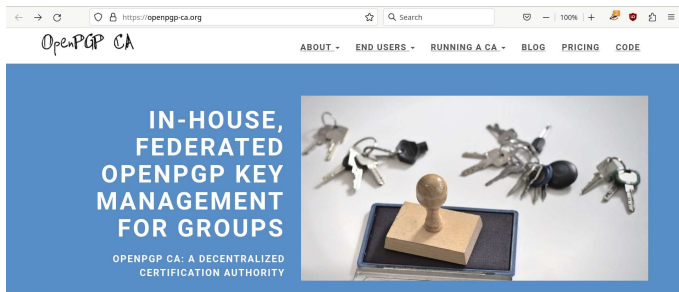 https://openpgp-ca.org
Search
100%
OpenPGP CA
ABOUT
END USERS
RUNNING A CA
BLOG
PRICING
CODE
IN-HOUSE,
FEDERATED
OPENPGP KEY
MANAGEMENT
FOR GROUPS
OPENPGP CA: A DECENTRALIZED
CERTIFICATION AUTHORITY